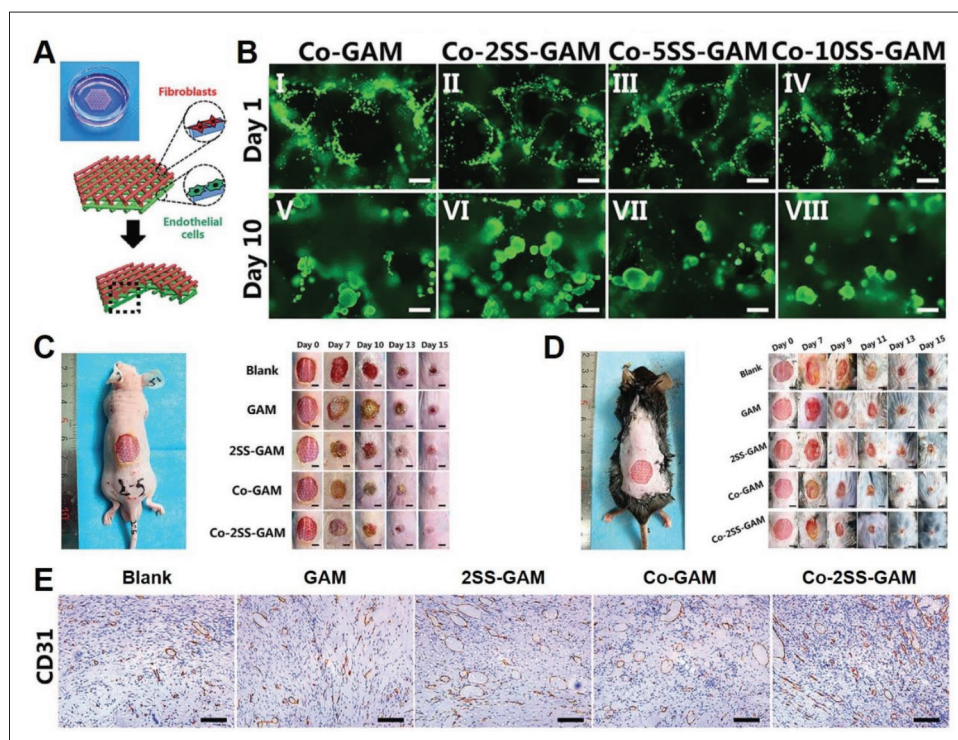 A
Fibroblasts
Endothelial
cells
B
Co-GAM Co-2SS-GAM Co-5SS-GAM Co-10SS-GAM
Day 1
I II III IV
Day 10
V VI VII VIII
C
Day 0 Day 7 Day 10 Day 13 Day 15
Blank
GAM
2SS-GAM
Co-GAM
Co-2SS-GAM
D
Day 0 Day 7 Day 9 Day 11 Day 13 Day 15
Blank
GAM
2SS-GAM
Co-GAM
Co-2SS-GAM
E
Blank GAM 2SS-GAM Co-GAM Co-2SS-GAM
CD31